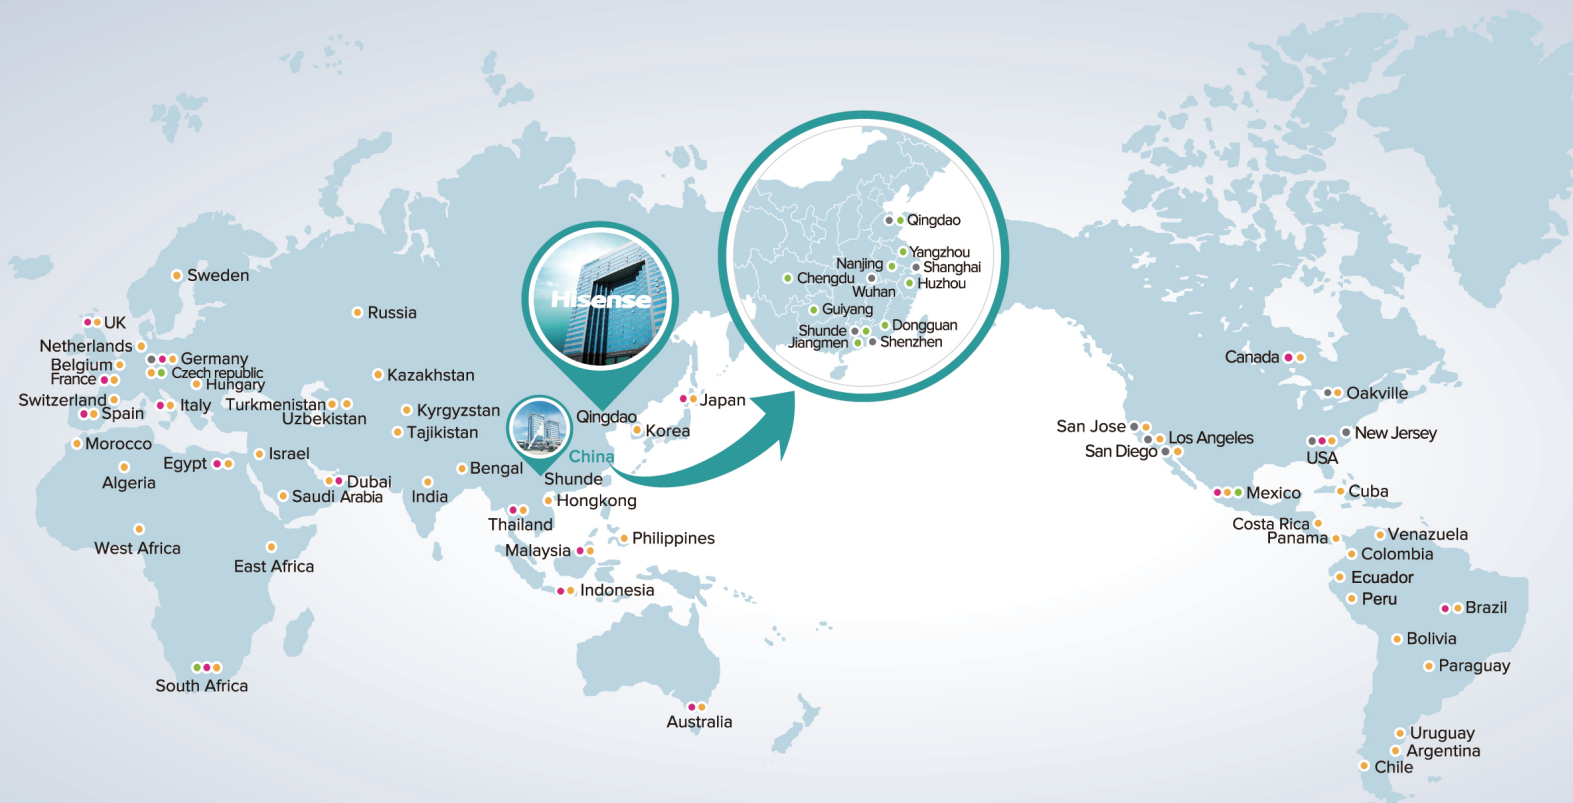 Sweden
Russia
UK
Netherlands
Germany
Belgium
Czech republic
France
Hungary
Switzerland
Italy
Spain
Turkmenistan
Uzbekistan
Kazakhstan
Kyrgyzstan
Tajikistan
Morocco
Algeria
Egypt
Israel
Dubai
Saudi Arabia
India
Bengal
West Africa
East Africa
South Africa
Hisense
Qingdao
China
Shunde
Hongkong
Korea
Japan
Thailand
Malaysia
Philippines
Indonesia
Australia
Qingdao
Yangzhou
Nanjing
Shanghai
Chengdu
Wuhan
Huzhou
Guiyang
Shunde
Dongguan
Jiangmen
Shenzhen
Canada
Oakville
San Jose
Los Angeles
San Diego
New Jersey
USA
Mexico
Cuba
Costa Rica
Panama
Venazuela
Colombia
Ecuador
Peru
Brazil
Bolivia
Paraguay
Uruguay
Argentina
Chile